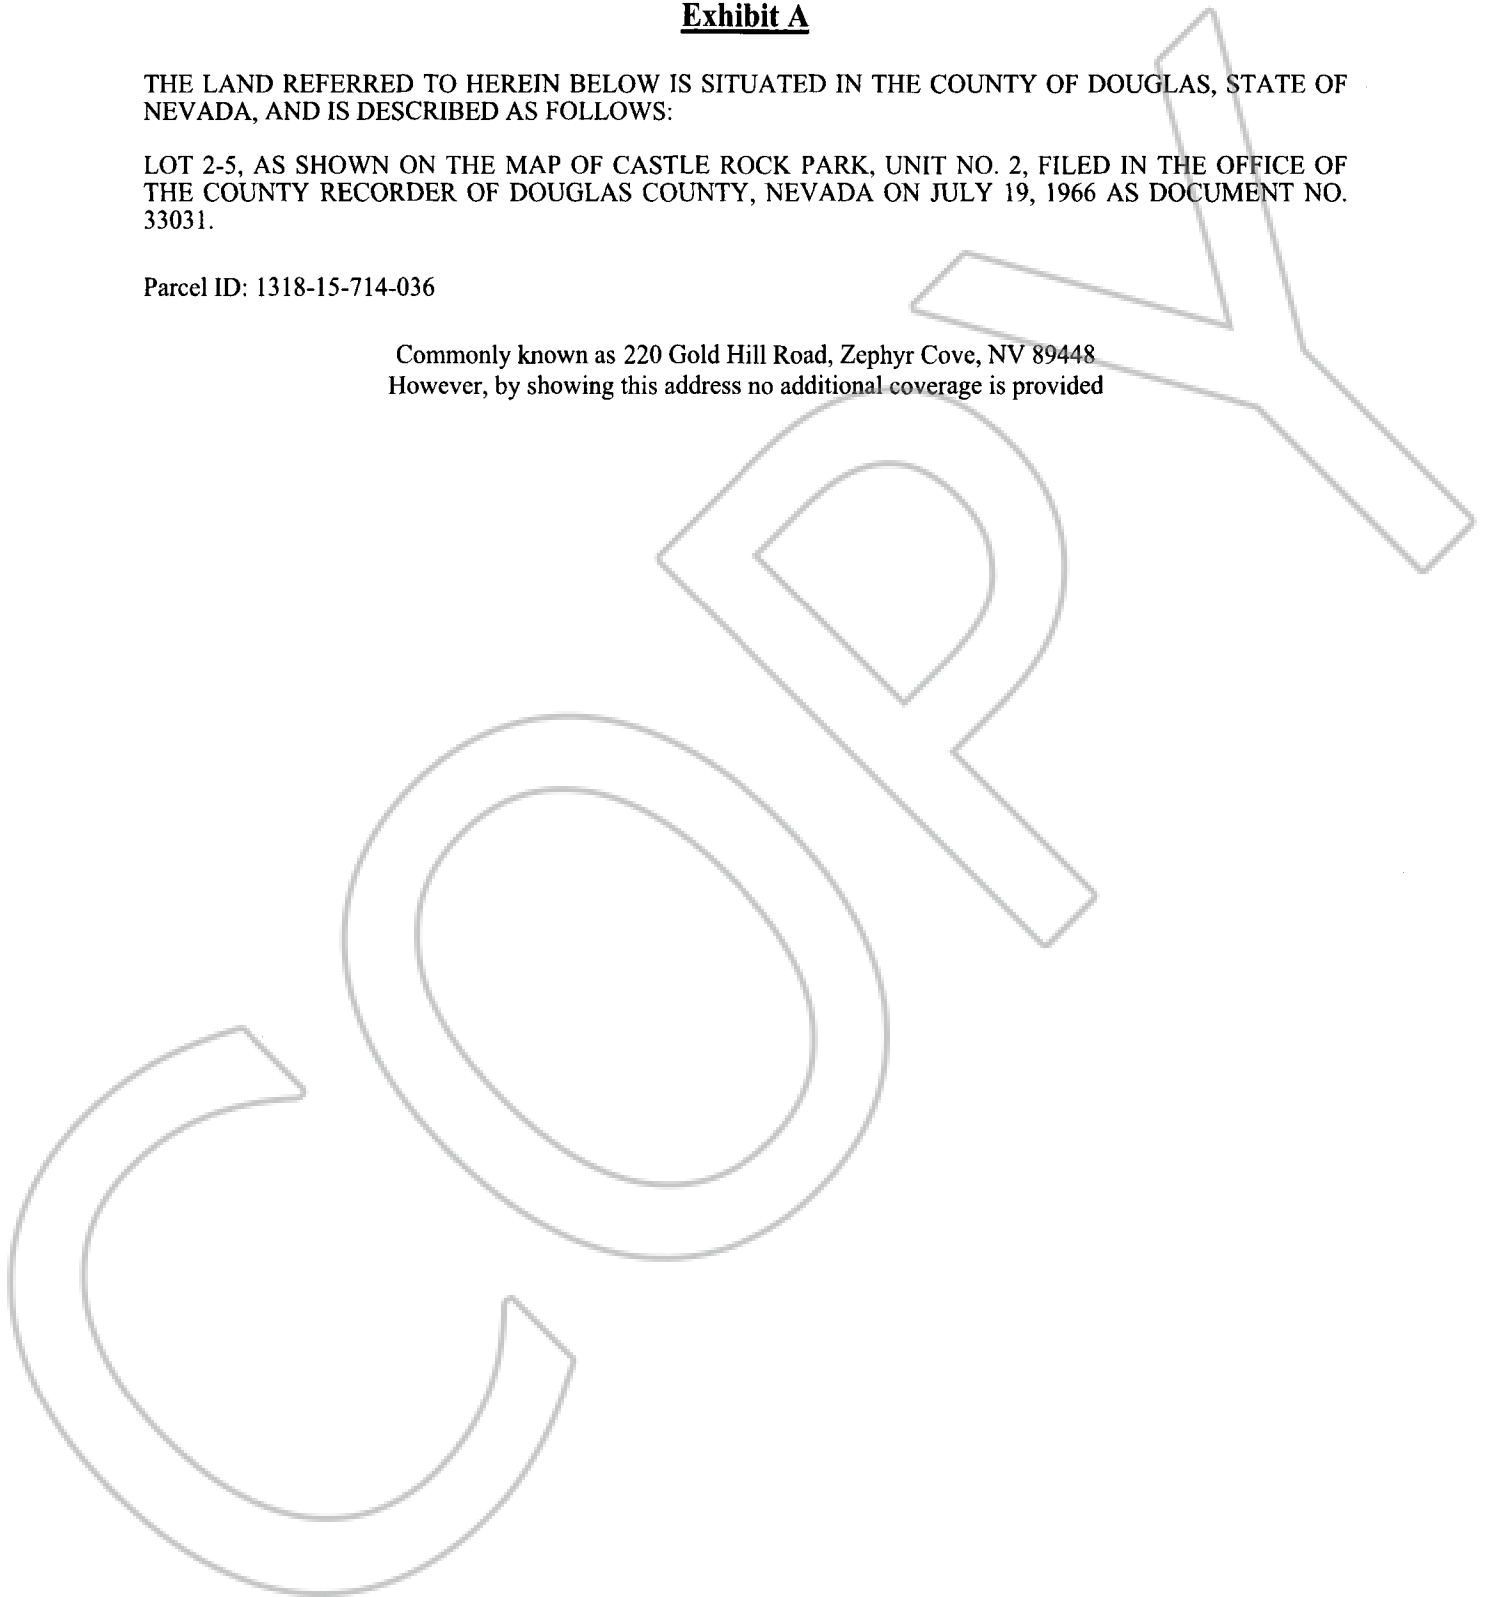 Exhibit A
THE LAND REFERRED TO HEREIN BELOW IS SITUATED IN THE COUNTY OF DOUGLAS, STATE OF
NEVADA, AND IS DESCRIBED AS FOLLOWS:
LOT 2-5, AS SHOWN ON THE MAP OF CASTLE ROCK PARK, UNIT NO. 2, FILED IN THE OFFICE OF
THE COUNTY RECORDER OF DOUGLAS COUNTY, NEVADA ON JULY 19, 1966 AS DOCUMENT NO.
33031.
Parcel ID: 1318-15-714-036
Commonly known as 220 Gold Hill Road, Zephyr Cove, NV 89448
However, by showing this address no additional coverage is provided
COPY